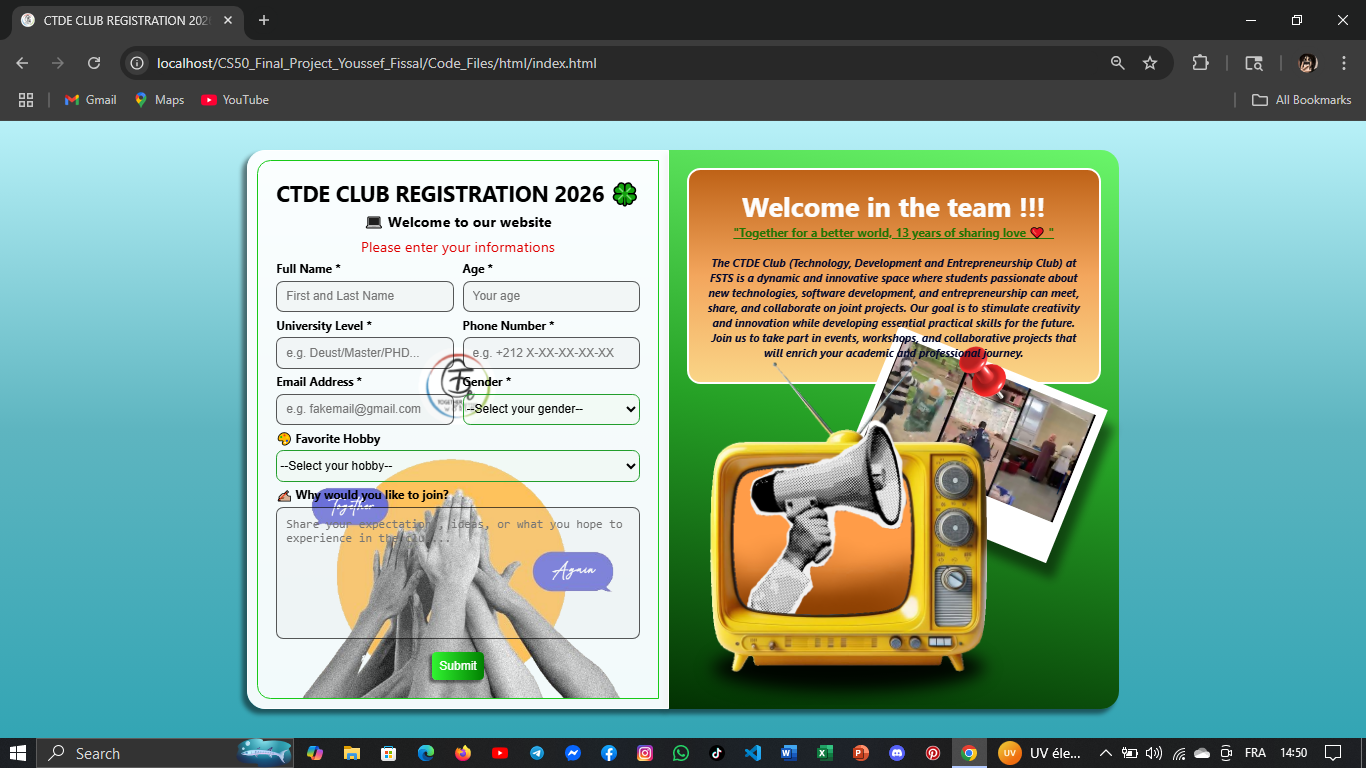 CTDE CLUB REGISTRATION 202
localhost/CS50_Final_Project_Youssef_Fissal/Code_Files/html/index.html
Gmail
Maps
YouTube
All Bookmarks
CTDE CLUB REGISTRATION 2026 🍀
💻 Welcome to our website
Please enter your informations
Full Name *
Age *
First and Last Name
Your age
University Level *
Phone Number *
e.g. Deust/Master/PHD...
e.g. +212 X-XX-XX-XX-XX
Email Address *
Gender *
e.g. fakemail@gmail.com
--Select your gender--
TOGETHER
🎨 Favorite Hobby
--Select your hobby--
✍ Why would you like to join?
Together
Share your expectations, ideas, or what you hope to
experience in the club...
Again
Submit
Welcome in the team !!!
"Together for a better world, 13 years of sharing love ❤ "
The CTDE Club (Technology, Development and Entrepreneurship Club) at
FSTS is a dynamic and innovative space where students passionate about
new technologies, software development, and entrepreneurship can meet,
share, and collaborate on joint projects. Our goal is to stimulate creativity
and innovation while developing essential practical skills for the future.
Join us to take part in events, workshops, and collaborative projects that
will enrich your academic and professional journey.
Search
UV
UV éle...
FRA
14:50